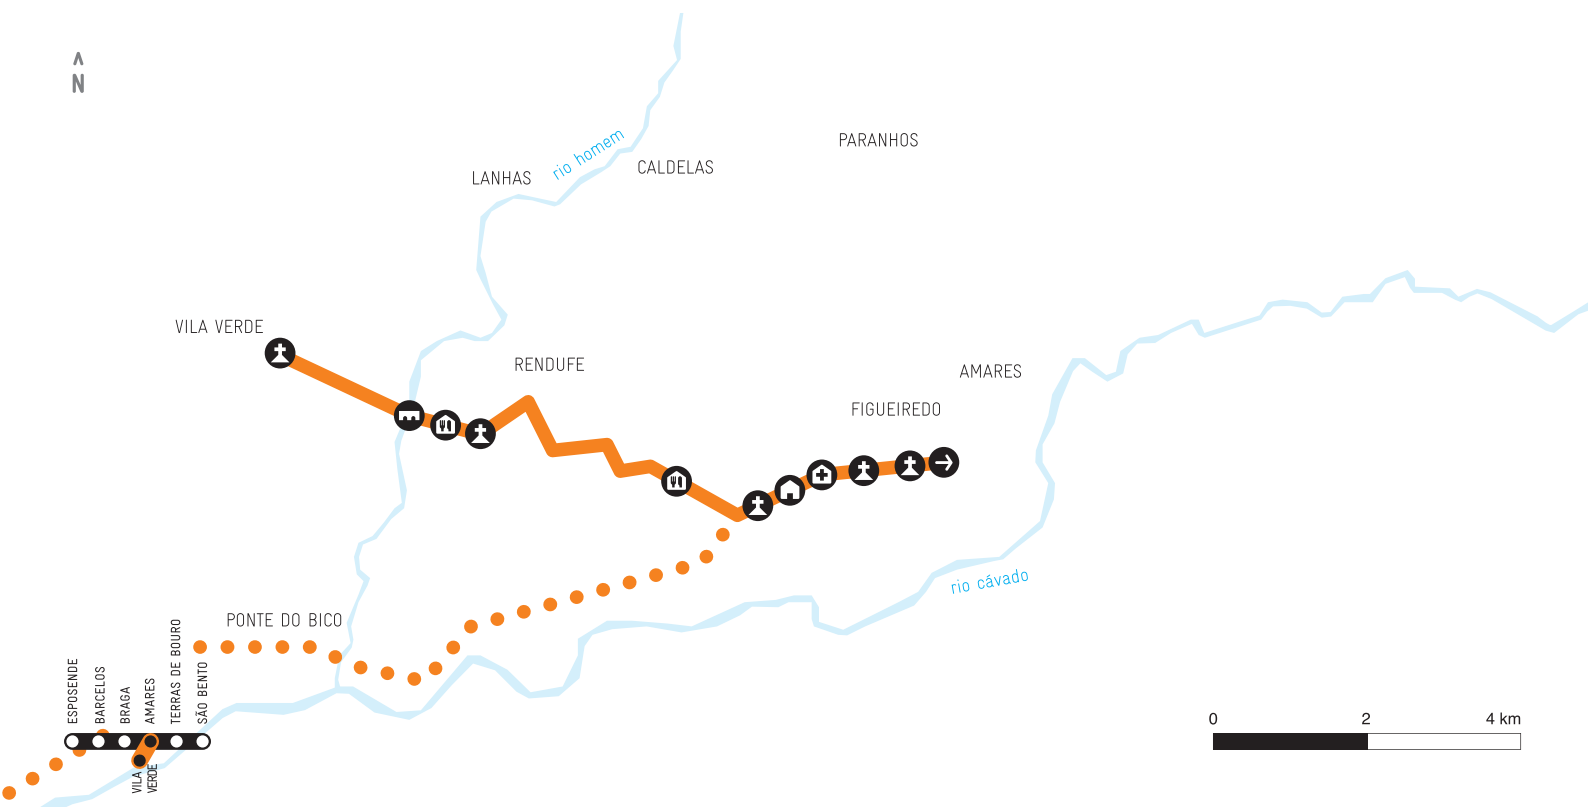 ^
N
rio homem
PARANHOS
CALDELAS
LANHAS
VILA VERDE
RENDUFE
AMARES
FIGUEIREDO
rio cávado
PONTE DO BICO
ESPOSENDE
BARCELOS
BRAGA
AMARES
TERRAS DE BOURO
SÃO BENTO
VILA
VERDE
0 2 4 km